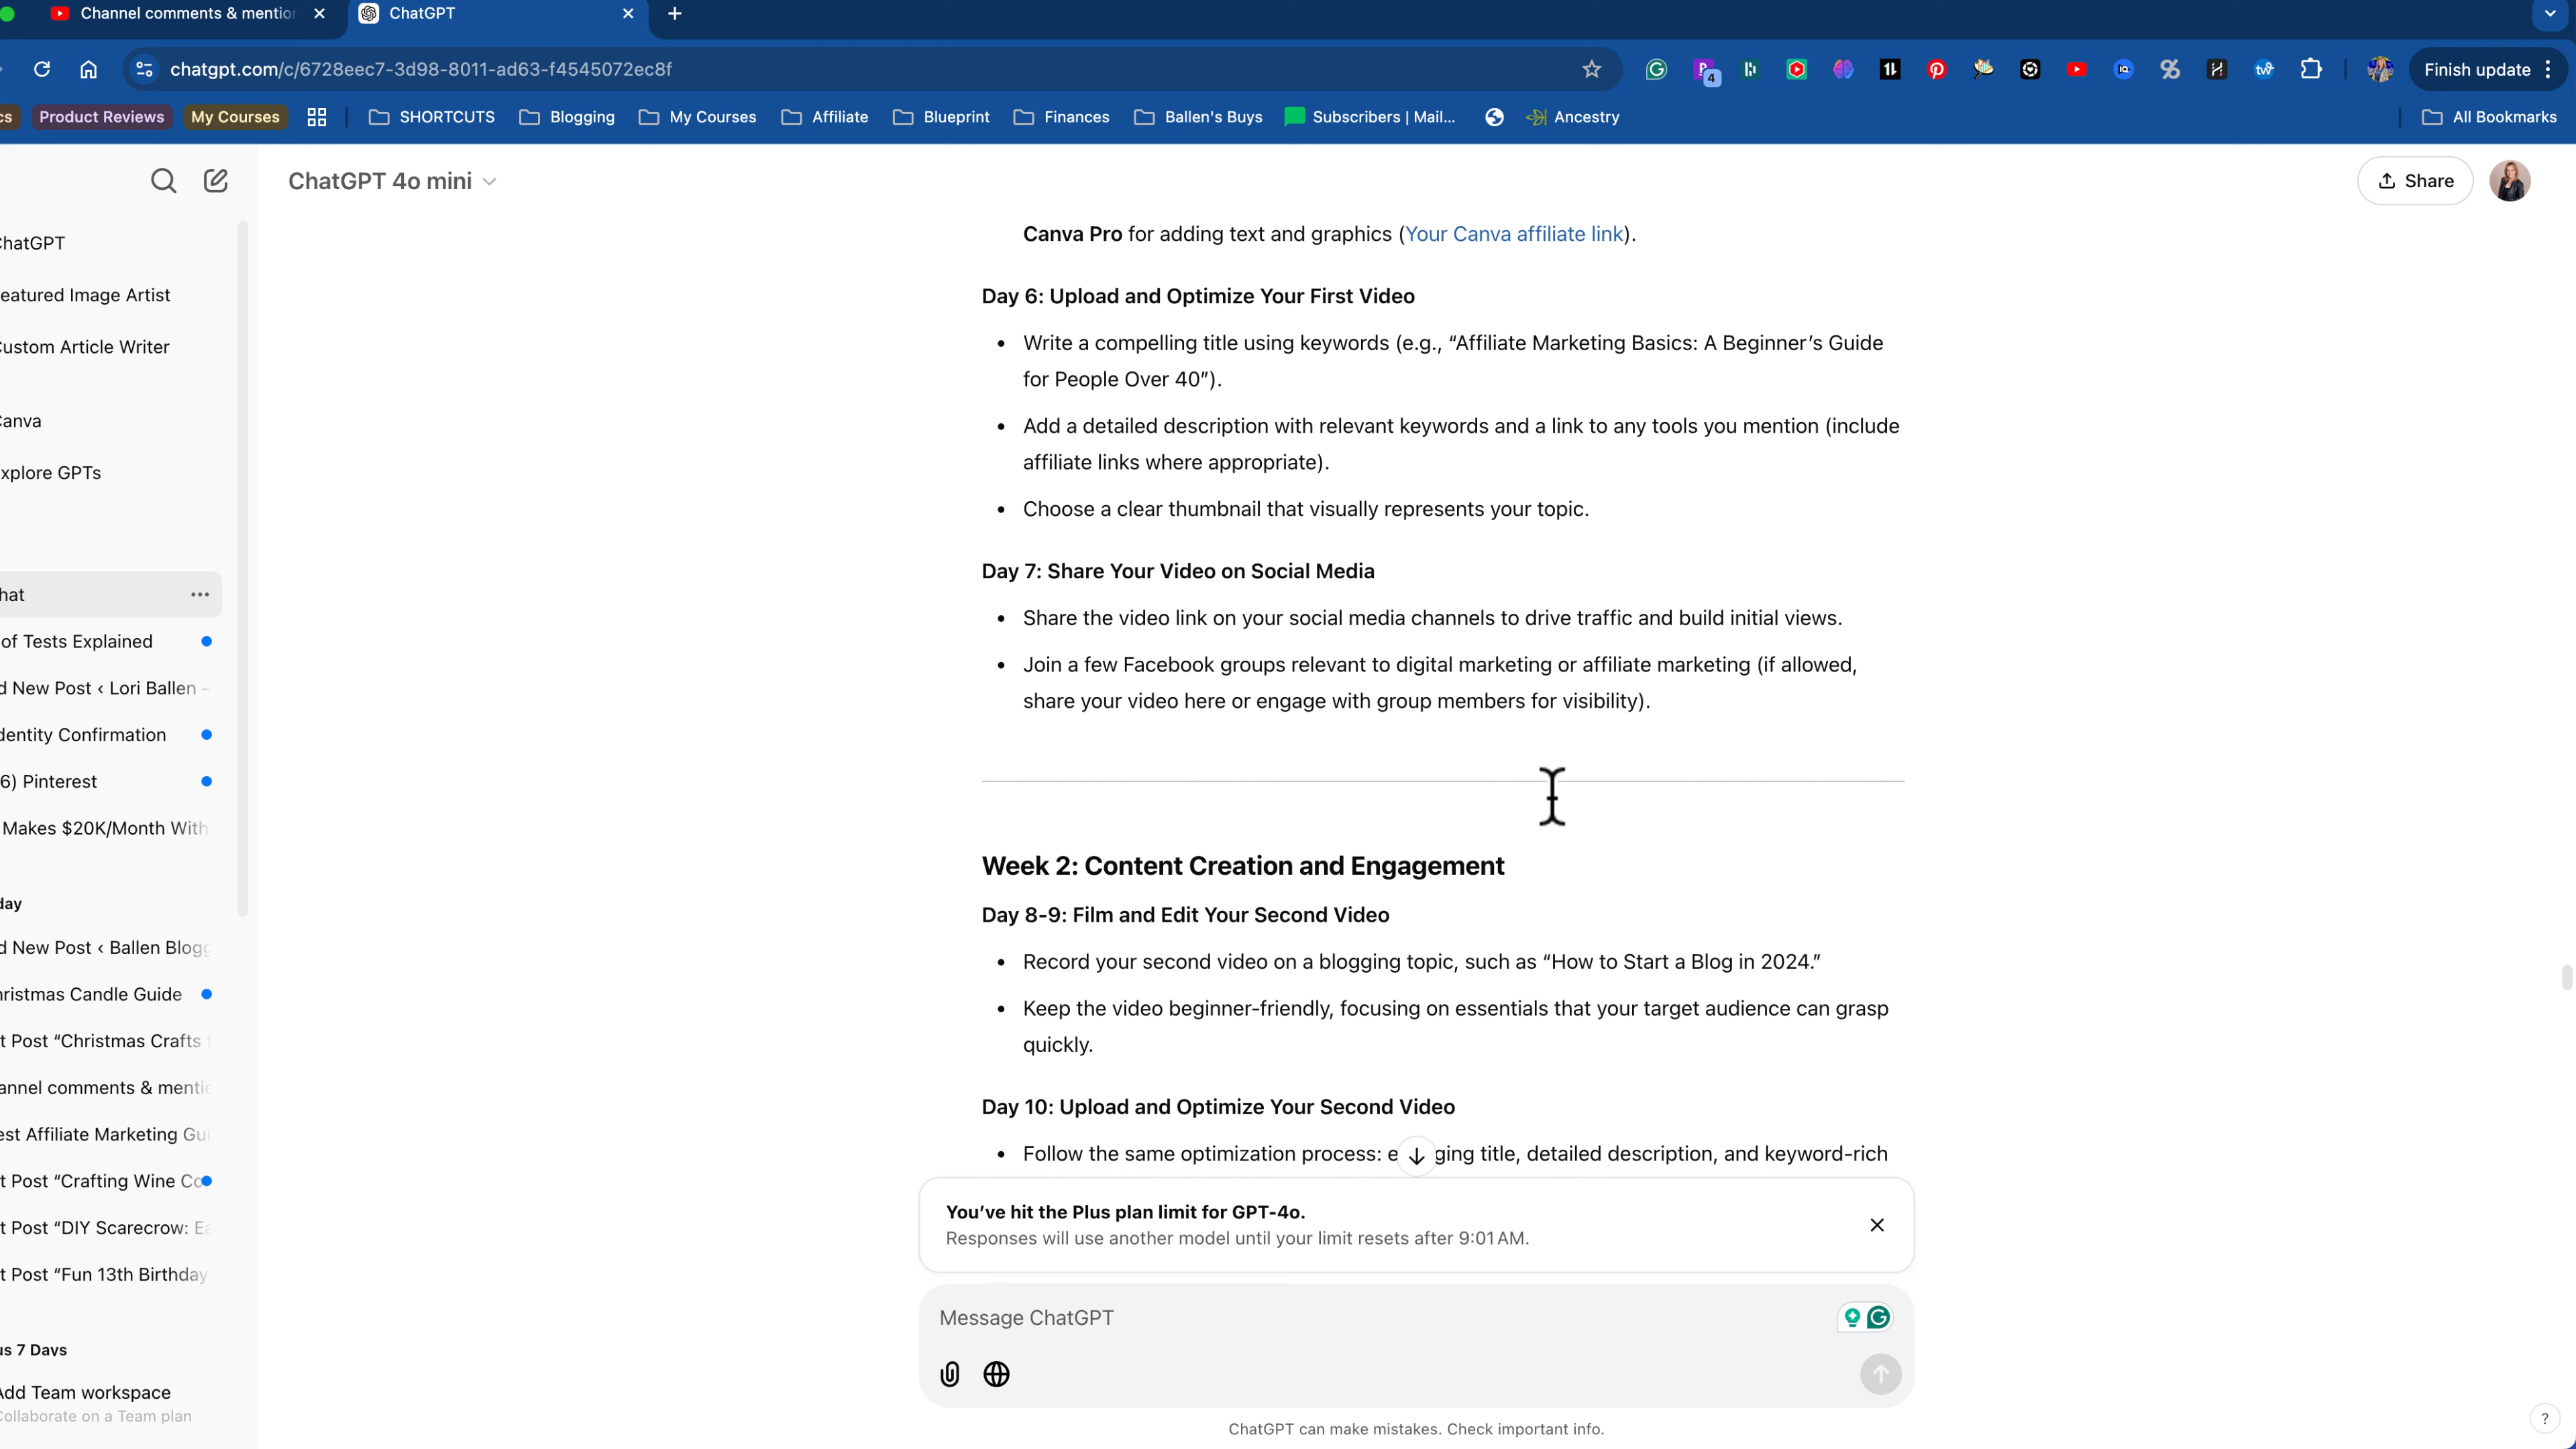 Channel comments & mention
ChatGPT
chatgpt.com/c/6728eec7-3d98-8011-ad63-f4545072ec8f
4
IQ
tw
Finish update
cs
Product Reviews
My Courses
SHORTCUTS
Blogging
My Courses
Affiliate
Blueprint
Finances
Ballen's Buys
Subscribers | Mail...
Ancestry
All Bookmarks
ChatGPT 4o mini
Share
hatGPT
eatured Image Artist
ustom Article Writer
anva
xplore GPTs
hat
of Tests Explained
d New Post ‹ Lori Ballen –
dentity Confirmation
6) Pinterest
Makes $20K/Month With
day
d New Post ‹ Ballen Blogg
hristmas Candle Guide
t Post “Christmas Crafts
annel comments & mentic
est Affiliate Marketing Gui
t Post “Crafting Wine Co
t Post “DIY Scarecrow: Ea
t Post “Fun 13th Birthday
us 7 Days
Add Team workspace
Collaborate on a Team plan
Canva Pro for adding text and graphics (Your Canva affiliate link).
Day 6: Upload and Optimize Your First Video
• Write a compelling title using keywords (e.g., “Affiliate Marketing Basics: A Beginner’s Guide
for People Over 40”).
• Add a detailed description with relevant keywords and a link to any tools you mention (include
affiliate links where appropriate).
• Choose a clear thumbnail that visually represents your topic.
Day 7: Share Your Video on Social Media
• Share the video link on your social media channels to drive traffic and build initial views.
• Join a few Facebook groups relevant to digital marketing or affiliate marketing (if allowed,
share your video here or engage with group members for visibility).
Week 2: Content Creation and Engagement
Day 8-9: Film and Edit Your Second Video
• Record your second video on a blogging topic, such as “How to Start a Blog in 2024.”
• Keep the video beginner-friendly, focusing on essentials that your target audience can grasp
quickly.
Day 10: Upload and Optimize Your Second Video
• Follow the same optimization process: e ging title, detailed description, and keyword-rich
You’ve hit the Plus plan limit for GPT-4o.
Responses will use another model until your limit resets after 9:01 AM.
Message ChatGPT
ChatGPT can make mistakes. Check important info.
?